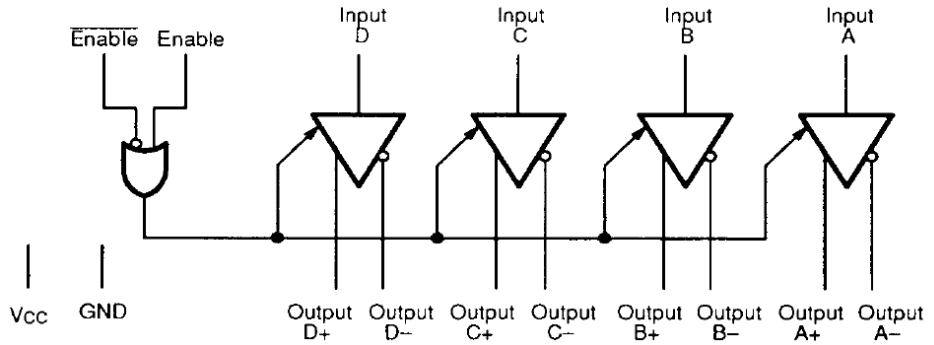 Input
D
Input
C
Input
B
Input
A
Enable Enable
Vcc
GND
Output
D+
Output
D−
Output
C+
Output
C−
Output
B+
Output
B−
Output
A+
Output
A−